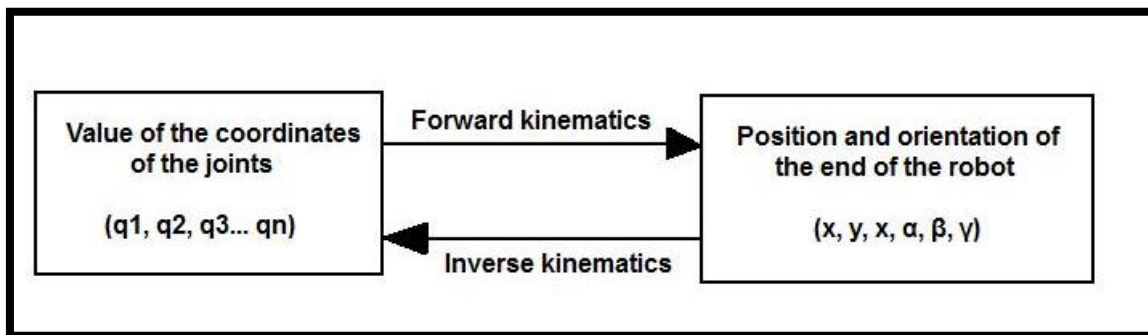 Value of the coordinates
of the joints
(q1, q2, q3... qn)
Forward kinematics
Inverse kinematics
Position and orientation of
the end of the robot
(x, y, x, α, β, γ)